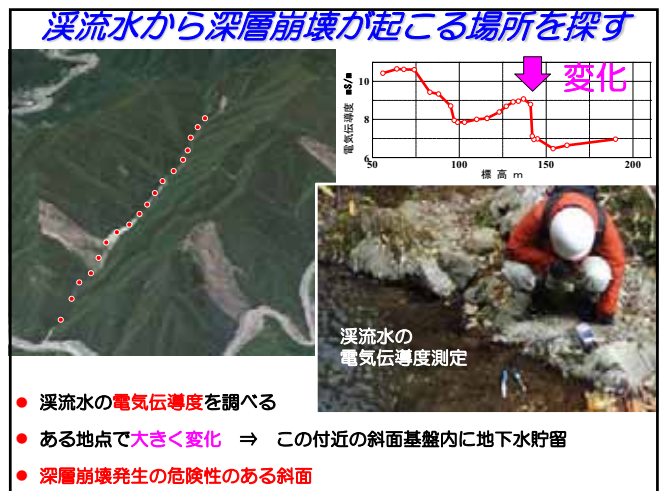 渓流水から深層崩壊が起こる場所を探す
変化
電気伝導度 mS/m
10
8
6
50 100 150 200
標 高 m
渓流水の
電気伝導度測定
● 渓流水の電気伝導度を調べる
● ある地点で大きく変化 ⇒ この付近の斜面基盤内に地下水貯留
● 深層崩壊発生の危険性のある斜面